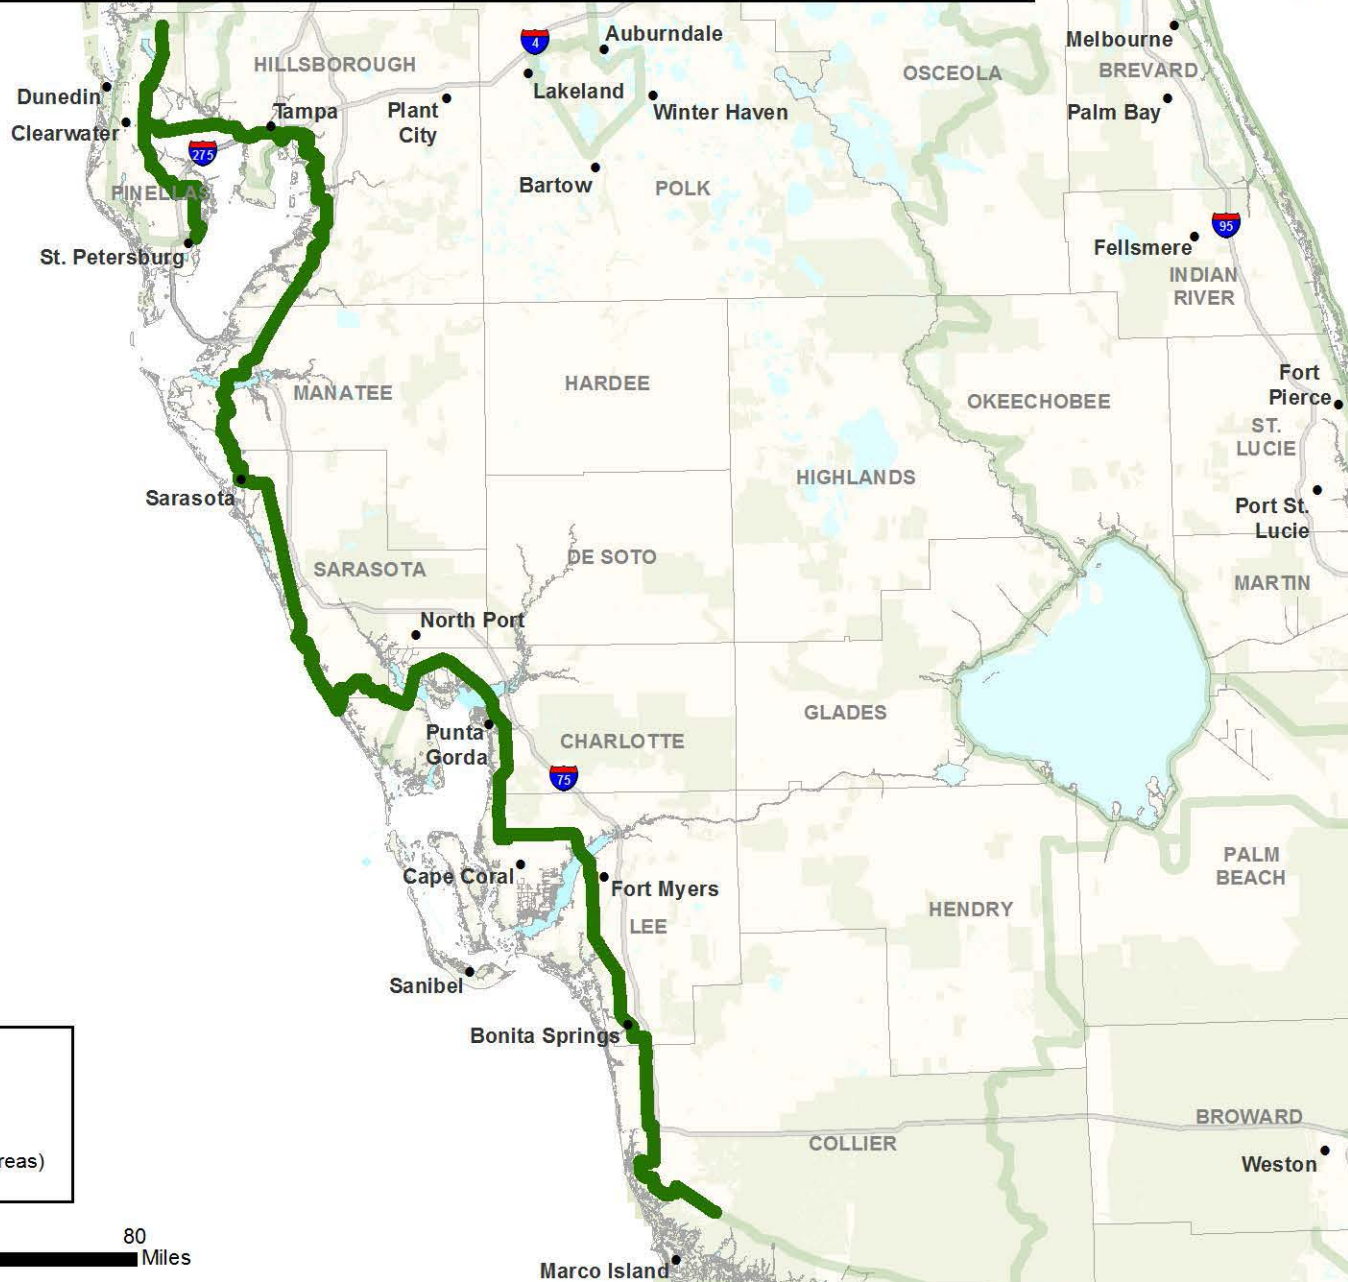 Melbourne
BREVARD
Palm Bay
OSCEOLA
4
Auburndale
HILLSBOROUGH
Lakeland
Winter Haven
Dunedin
Clearwater
Tampa
Plant
City
275
PINELLAS
Bartow
POLK
St. Petersburg
95
Fellsmere
INDIAN
RIVER
MANATEE
HARDEE
OKEECHOBEE
Fort
Pierce
ST.
LUCIE
HIGHLANDS
Sarasota
Port St.
Lucie
SARASOTA
DE SOTO
MARTIN
North Port
Punta
Gorda
CHARLOTTE
GLADES
75
Cape Coral
Fort Myers
LEE
HENDRY
PALM
BEACH
Sanibel
Bonita Springs
COLLIER
BROWARD
Weston
reas)
80
Miles
Marco Island